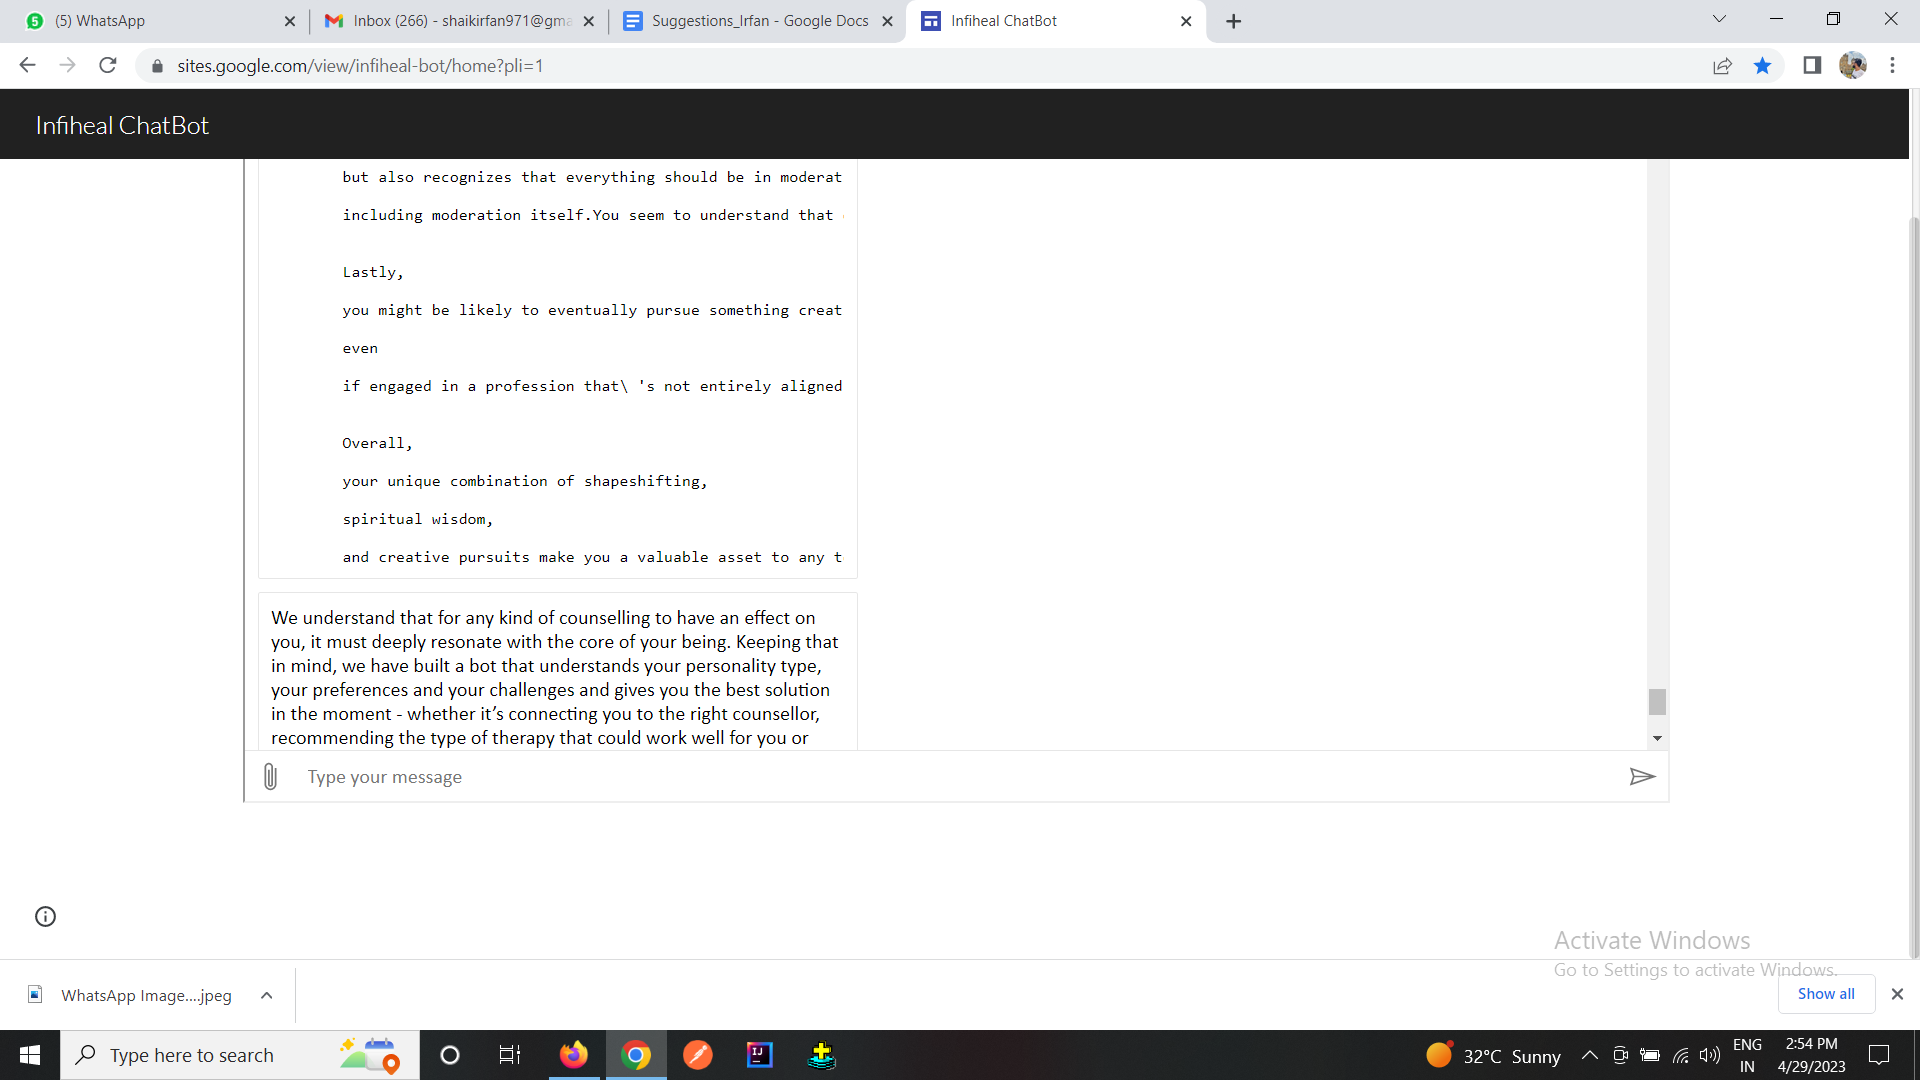 (5) WhatsApp
Inbox (266) - shaikirfan971@gma
Suggestions_Irfan - Google Docs
Infiheal ChatBot
sites.google.com/view/infiheal-bot/home?pli=1
Infiheal ChatBot
but also recognizes that everything should be in moderat
including moderation itself.You seem to understand that
Lastly,
you might be likely to eventually pursue something creat
even
if engaged in a profession that\ 's not entirely aligned
Overall,
your unique combination of shapeshifting,
spiritual wisdom,
and creative pursuits make you a valuable asset to any t
We understand that for any kind of counselling to have an effect on
you, it must deeply resonate with the core of your being. Keeping that
in mind, we have built a bot that understands your personality type,
your preferences and your challenges and gives you the best solution
in the moment - whether it’s connecting you to the right counsellor,
recommending the type of therapy that could work well for you or
Type your message
Activate Windows
Go to Settings to activate Windows.
WhatsApp Image....jpeg
Show all
Type here to search
IJ
32°C Sunny
ENG
IN
2:54 PM
4/29/2023